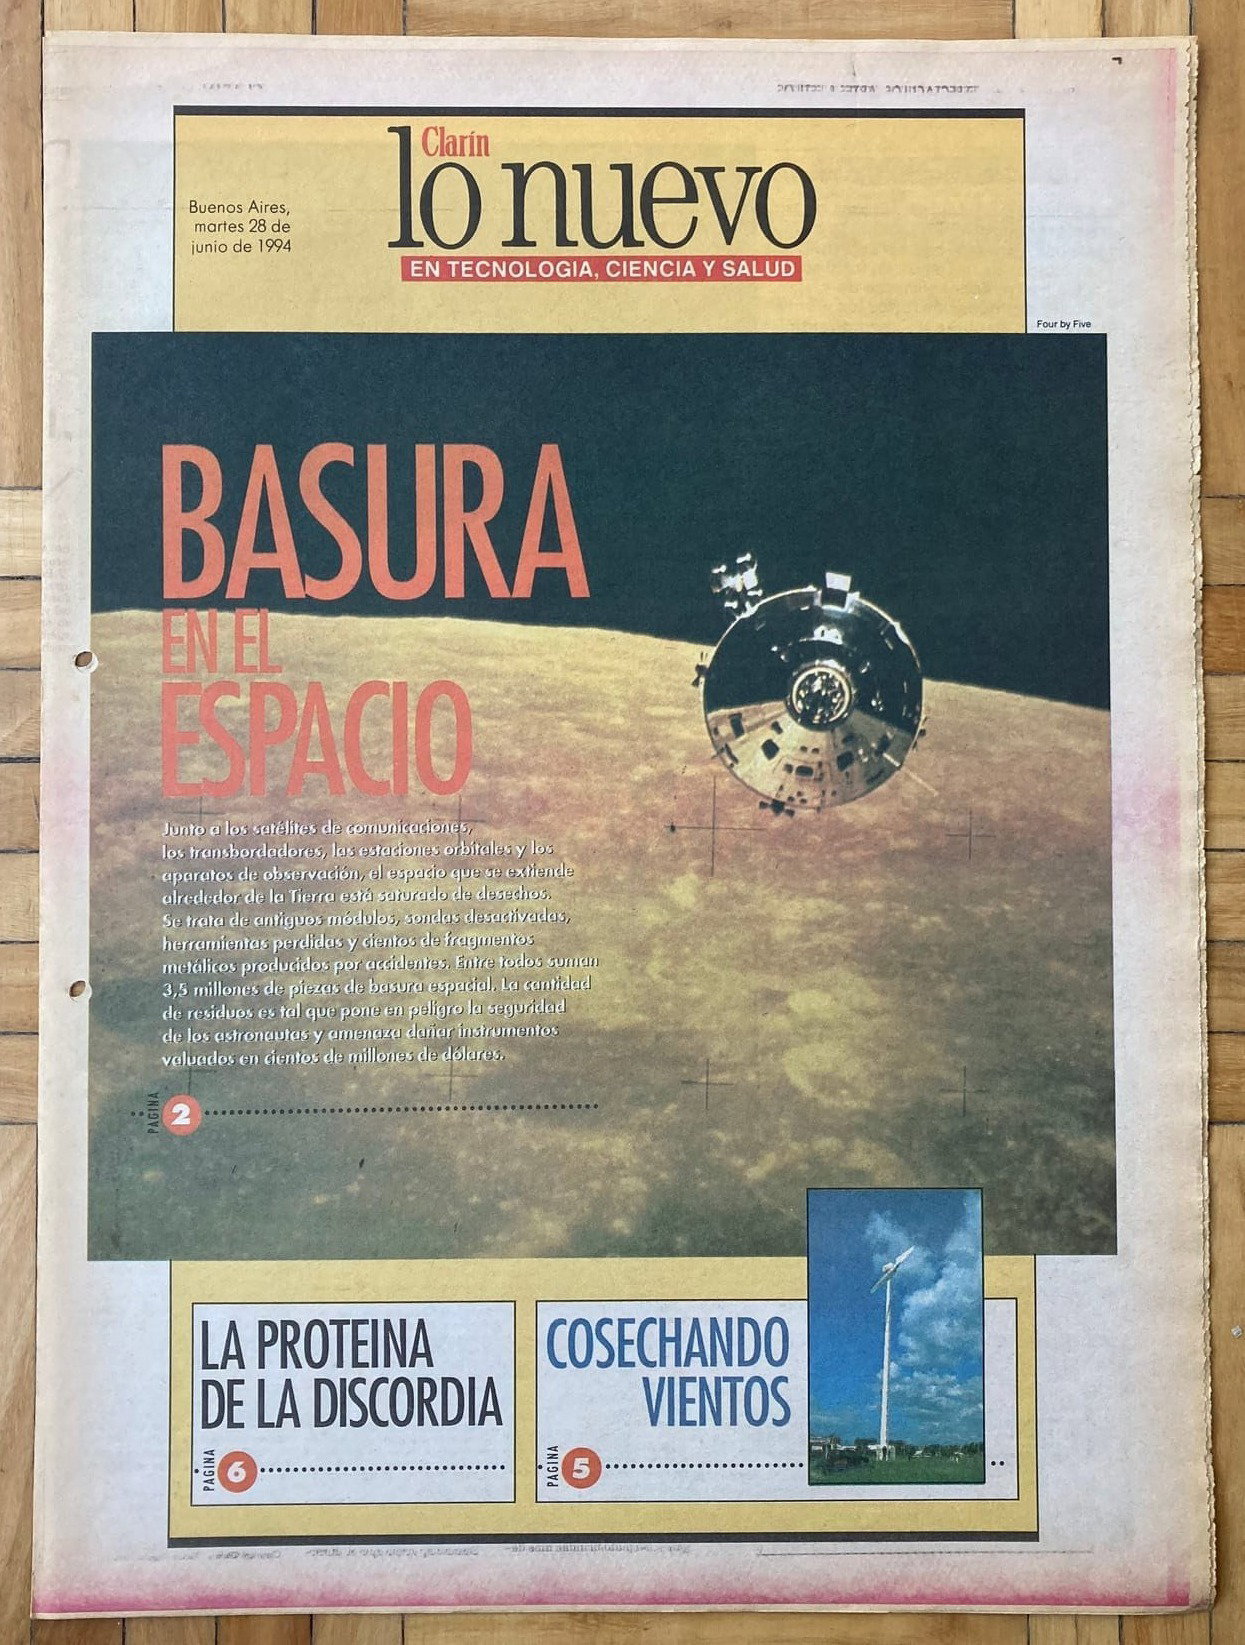 Clarín
lo nuevo
EN TECNOLOGIA, CIENCIA Y SALUD
Buenos Aires,
martes 28 de
junio de 1994
Four by Five
BASURA
EN EL
ESPACIO
Junto a los satélites de comunicaciones,
los transbordadores, las estaciones orbitales y los
aparatos de observación, el espacio que se extiende
alrededor de la Tierra está saturado de desechos.
Se trata de antiguos módulos, sondas desactivadas,
herramientas perdidas y cientos de fragmentos
metálicos producidos por accidentes. Entre todos suman
3,5 millones de piezas de basura espacial. La cantidad
de residuos es tal que pone en peligro la seguridad
de los astronautas y amenaza dañar instrumentos
valuados en cientos de millones de dólares.
PAGINA 2
LA PROTEINA
DE LA DISCORDIA
PAGINA 6
COSECHANDO
VIENTOS
PAGINA 5